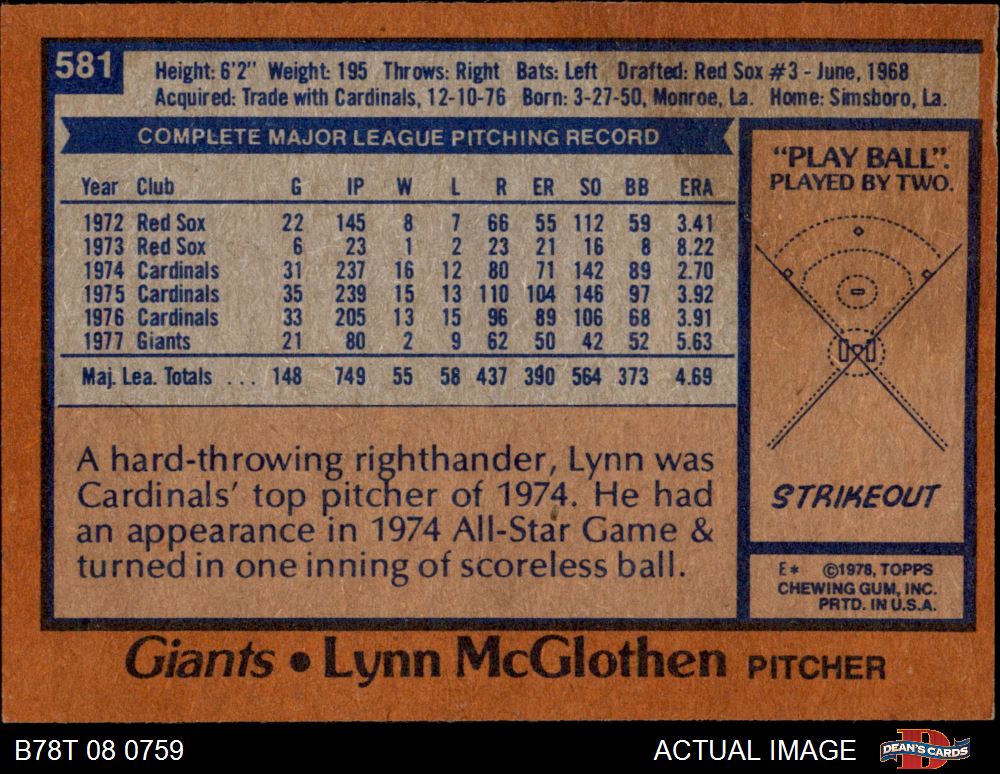 581
Height: 6'2" Weight: 195 Throws: Right Bats: Left Drafted: Red Sox #3 - June, 1968
Acquired: Trade with Cardinals, 12-10-76 Born: 3-27-50, Monroe, La. Home: Simsboro, La.
COMPLETE MAJOR LEAGUE PITCHING RECORD
Year Club G IP W L R ER SO BB ERA
1972 Red Sox 22 145 8 7 66 55 112 59 3.41
1973 Red Sox 6 23 1 2 23 21 16 8 8.22
1974 Cardinals 31 237 16 12 80 71 142 89 2.70
1975 Cardinals 35 239 15 13 110 104 146 97 3.92
1976 Cardinals 33 205 13 15 96 89 106 68 3.91
1977 Giants 21 80 2 9 62 50 42 52 5.63
Maj. Lea. Totals ... 148 749 55 58 437 390 564 373 4.69
A hard-throwing righthander, Lynn was
Cardinals' top pitcher of 1974. He had
an appearance in 1974 All-Star Game &
turned in one inning of scoreless ball.
"PLAY BALL".
PLAYED BY TWO.
STRIKEOUT
E* ©1978, TOPPS
CHEWING GUM, INC.
PRTD. IN U.S.A.
Giants • Lynn McGlothen PITCHER
B78T 08 0759
ACTUAL IMAGE
D
DEAN'S CARDS